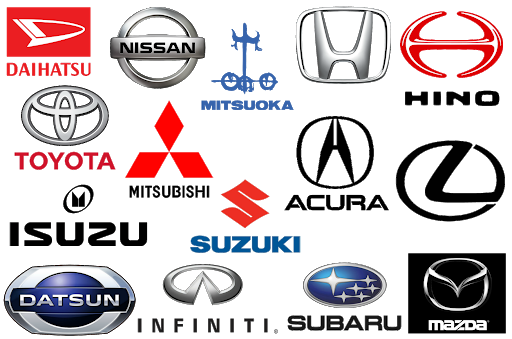 DAIHATSU
NISSAN
MITSUOKA
HINO
TOYOTA
MITSUBISHI
ACURA
ISUZU
SUZUKI
DATSUN
INFINITI®
SUBARU
mazda